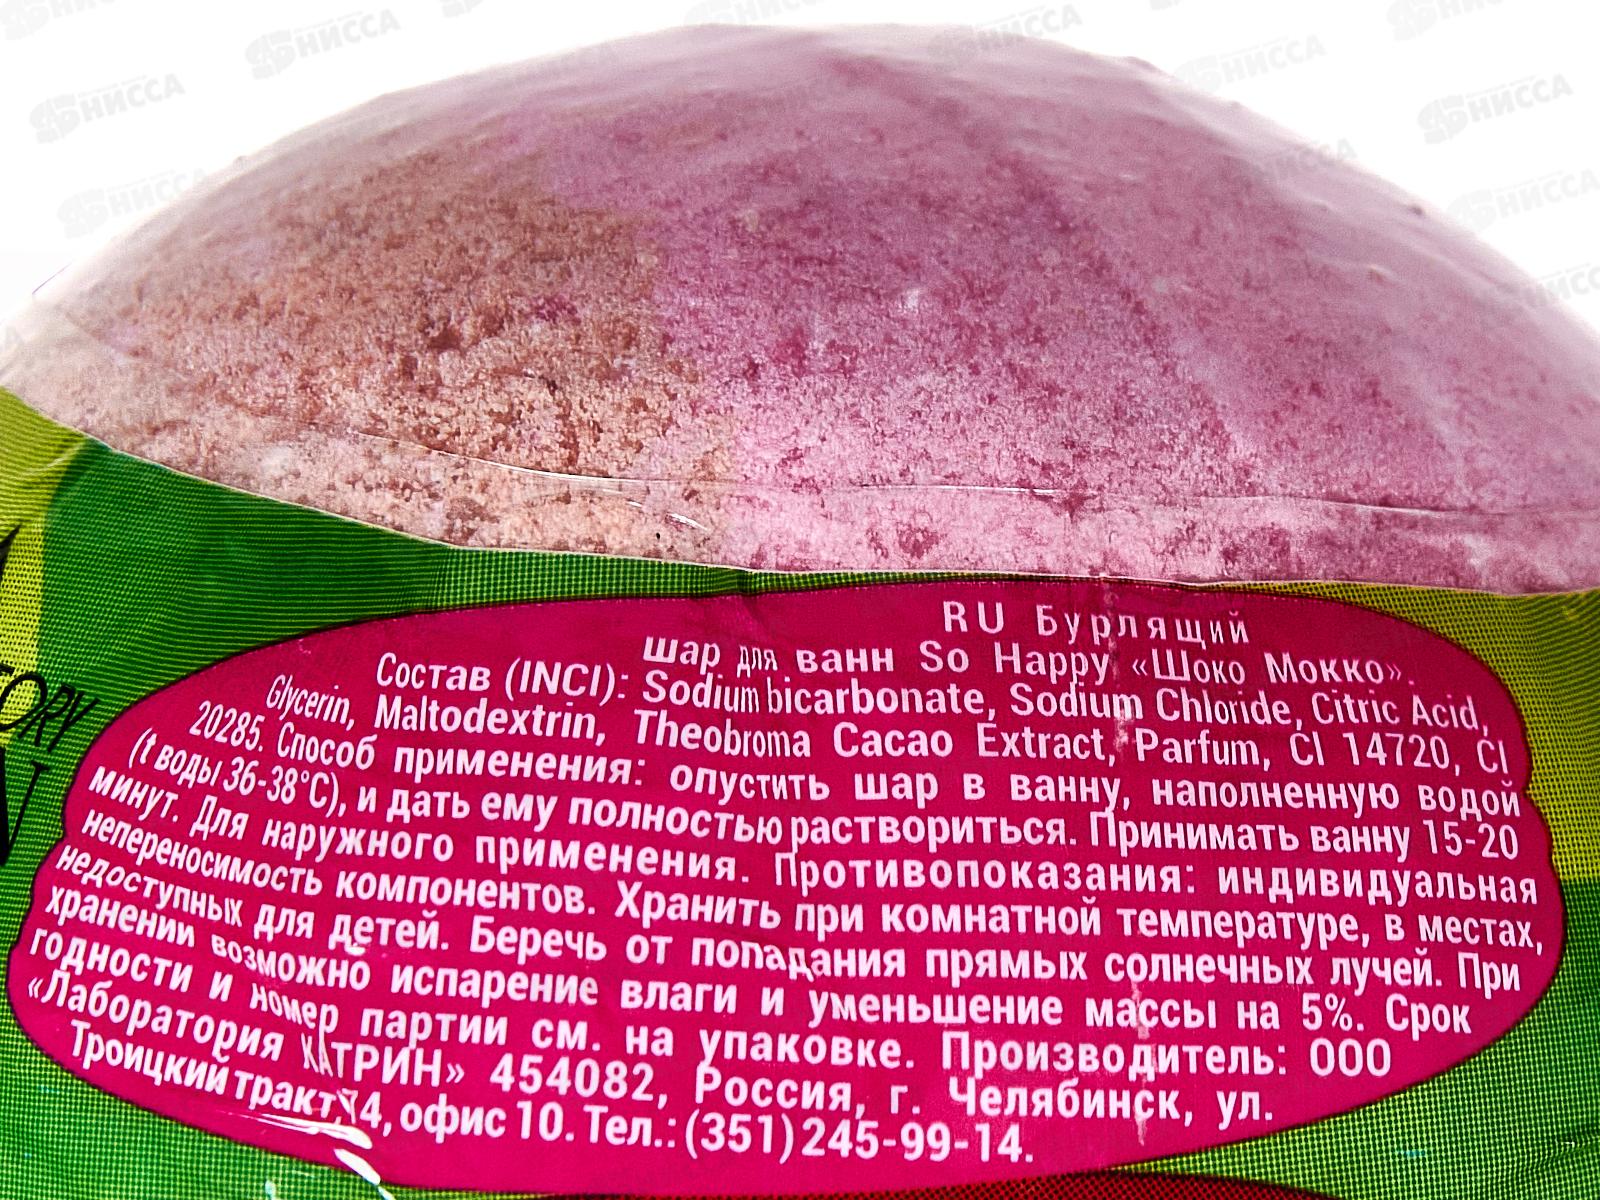 RU Бурлящий
шар для ванн So Happy «Шоко Мокко».
Состав (INCI): Sodium bicarbonate, Sodium Chloride, Citric Acid,
Glycerin, Maltodextrin, Theobroma Cacao Extract, Parfum, CI 14720, CI
20285. Способ применения: опустить шар в ванну, наполненную водой
(t воды 36-38°C), и дать ему полностью раствориться. Принимать ванну 15-20
минут. Для наружного применения. Противопоказания: индивидуальная
непереносимость компонентов. Хранить при комнатной температуре, в местах,
недоступных для детей. Беречь от попадания прямых солнечных лучей. При
хранении возможно испарение влаги и уменьшение массы на 5%. Срок
годности и номер партии см. на упаковке. Производитель: ООО
«Лаборатория КАТРИН» 454082, Россия, г. Челябинск, ул.
Троицкий тракт, 74, офис 10. Тел.: (351) 245-99-14.
НИССА